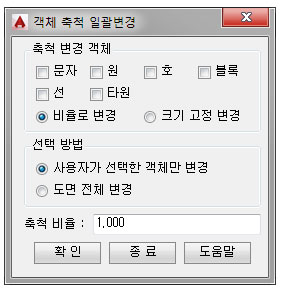 객체 축척 일괄변경
축척 변경 객체
문자 원 호 블록
선 타원
비율로 변경 크기 고정 변경
선택 방법
사용자가 선택한 객체만 변경
도면 전체 변경
축척 비율 : 1,000
확 인 종 료 도움말